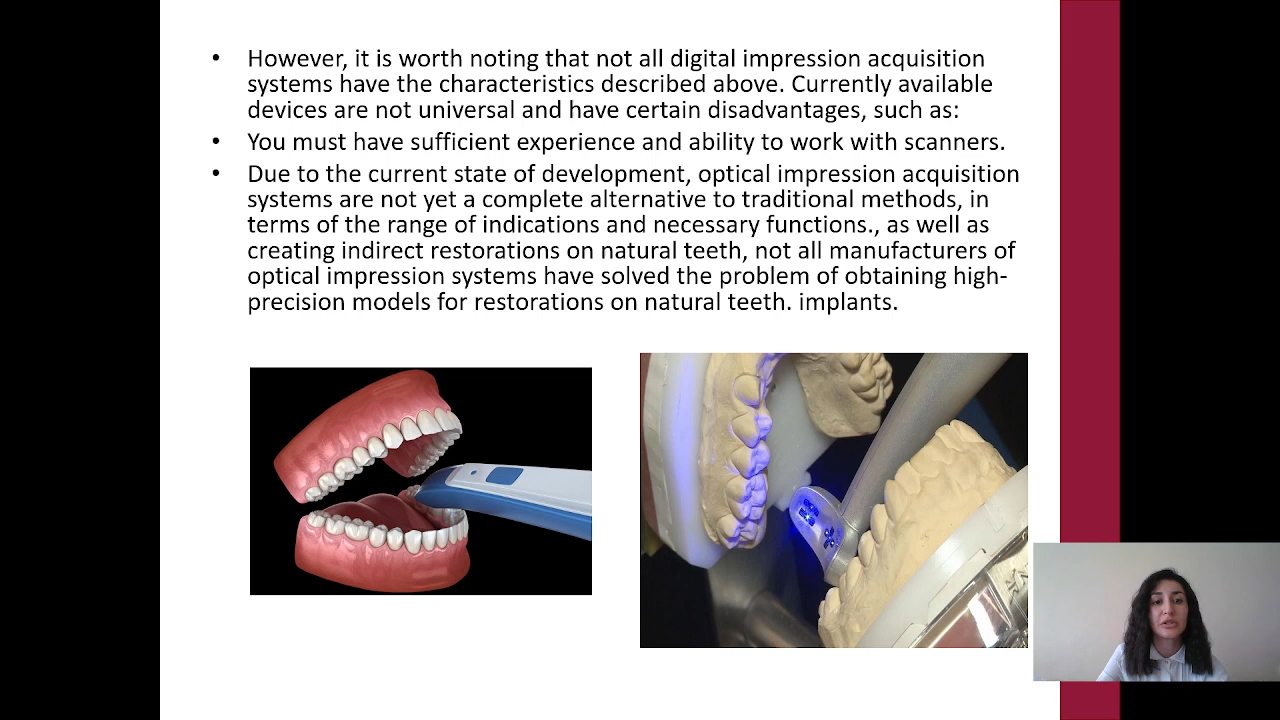 • However, it is worth noting that not all digital impression acquisition
systems have the characteristics described above. Currently available
devices are not universal and have certain disadvantages, such as:
• You must have sufficient experience and ability to work with scanners.
• Due to the current state of development, optical impression acquisition
systems are not yet a complete alternative to traditional methods, in
terms of the range of indications and necessary functions., as well as
creating indirect restorations on natural teeth, not all manufacturers of
optical impression systems have solved the problem of obtaining high-
precision models for restorations on natural teeth. implants.